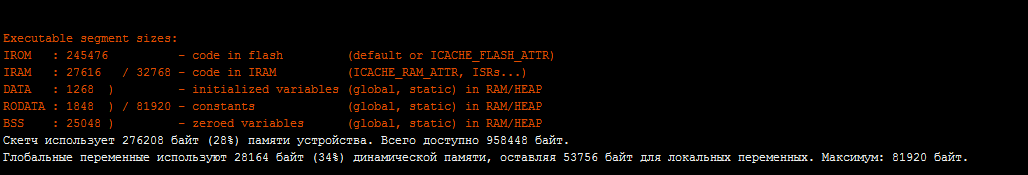 Executable segment sizes:
IROM   : 245476          - code in flash         (default or ICACHE_FLASH_ATTR)
IRAM   : 27616   / 32768 - code in IRAM          (ICACHE_RAM_ATTR, ISRs...)
DATA   : 1268  )         - initialized variables (global, static) in RAM/HEAP
RODATA : 1848  ) / 81920 - constants             (global, static) in RAM/HEAP
BSS    : 25048 )         - zeroed variables      (global, static) in RAM/HEAP
Скетч использует 276208 байт (28%) памяти устройства. Всего доступно 958448 байт.
Глобальные переменные используют 28164 байт (34%) динамической памяти, оставляя 53756 байт для локальных переменных. Максимум: 81920 байт.